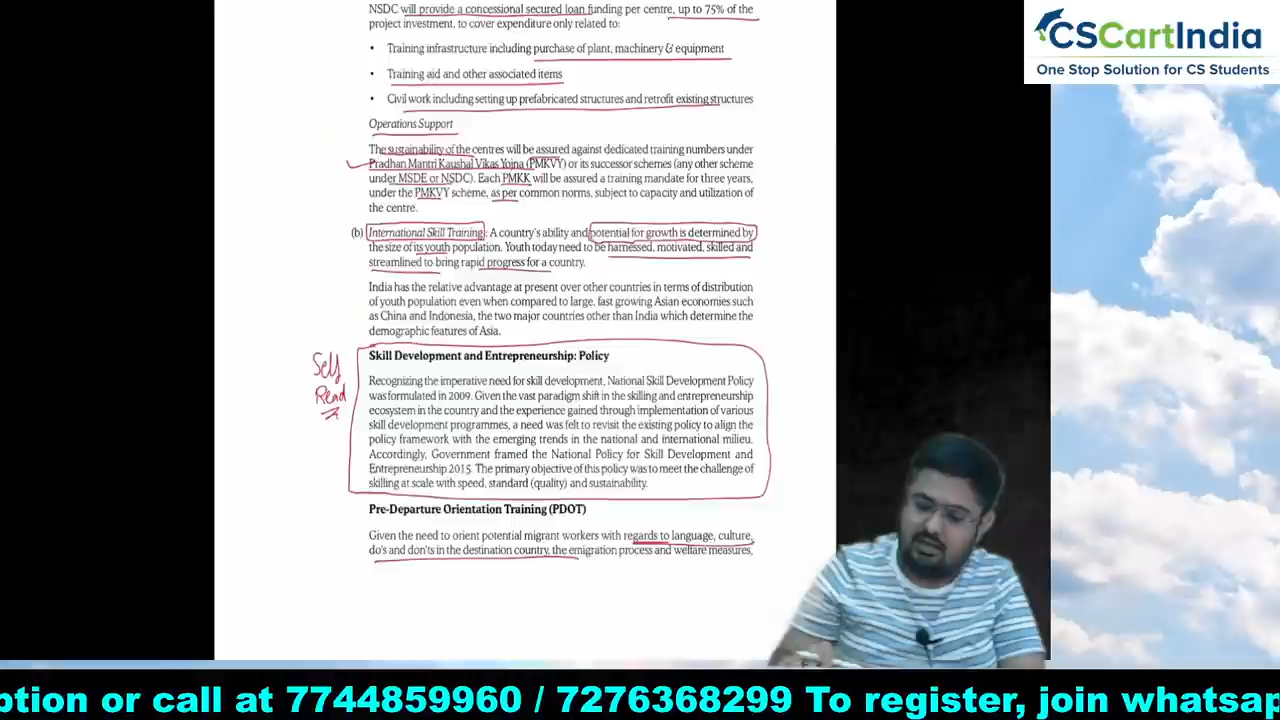 NSDC will provide a concessional secured loan funding per centre, up to 75% of the
project investment, to cover expenditure only related to:
• Training infrastructure including purchase of plant, machinery & equipment
• Training aid and other associated items
• Civil work including setting up prefabricated structures and retrofit existing structures
Operations Support
The sustainability of the centres will be assured against dedicated training numbers under
Pradhan Mantri Kaushal Vikas Yojna (PMKVY) or its successor schemes (any other scheme
under MSDE or NSDC). Each PMKK will be assured a training mandate for three years,
under the PMKVY scheme, as per common norms, subject to capacity and utilization of
the centre.
(b) International Skill Training: A country's ability and potential for growth is determined by
the size of its youth population. Youth today need to be harnessed, motivated, skilled and
streamlined to bring rapid progress for a country.
India has the relative advantage at present over other countries in terms of distribution
of youth population even when compared to large, fast growing Asian economies such
as China and Indonesia, the two major countries other than India which determine the
demographic features of Asia.
Self
Read
Skill Development and Entrepreneurship: Policy
Recognizing the imperative need for skill development, National Skill Development Policy
was formulated in 2009. Given the vast paradigm shift in the skilling and entrepreneurship
ecosystem in the country and the experience gained through implementation of various
skill development programmes, a need was felt to revisit the existing policy to align the
policy framework with the emerging trends in the national and international milieu.
Accordingly, Government framed the National Policy for Skill Development and
Entrepreneurship 2015. The primary objective of this policy was to meet the challenge of
skilling at scale with speed, standard (quality) and sustainability.
Pre-Departure Orientation Training (PDOT)
Given the need to orient potential migrant workers with regards to language, culture,
do's and don'ts in the destination country, the emigration process and welfare measures,
CSCartIndia
One Stop Solution for CS Students
ption or call at 7744859960 / 7276368299 To register, join whatsap